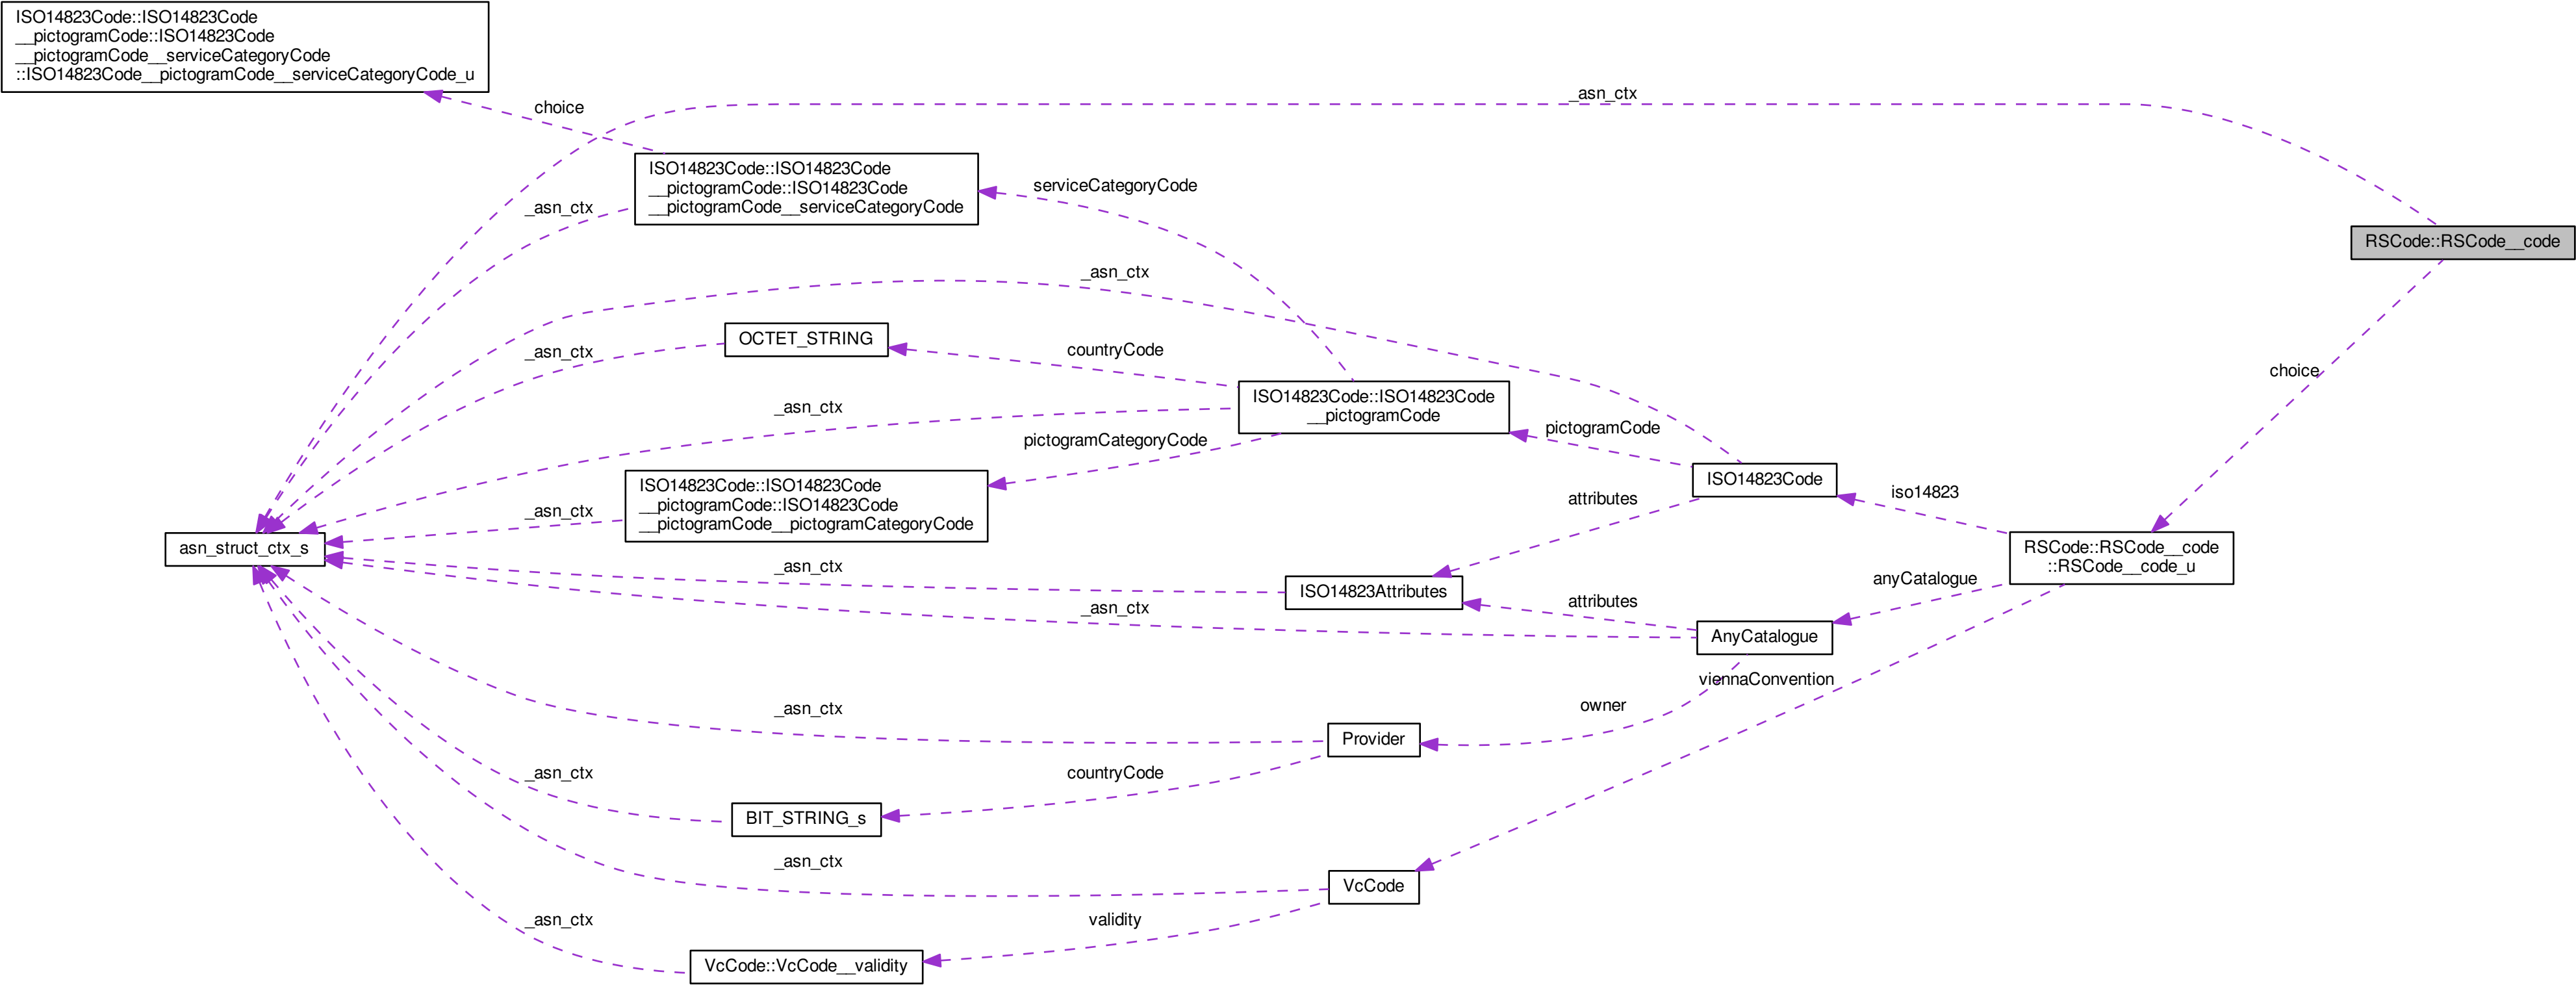 ISO14823Code::ISO14823Code
__pictogramCode::ISO14823Code
__pictogramCode__serviceCategoryCode
::ISO14823Code__pictogramCode__serviceCategoryCode_u
choice
_asn_ctx
ISO14823Code::ISO14823Code
__pictogramCode::ISO14823Code
__pictogramCode__serviceCategoryCode
serviceCategoryCode
_asn_ctx
RSCode::RSCode__code
_asn_ctx
OCTET_STRING
countryCode
_asn_ctx
choice
ISO14823Code::ISO14823Code
__pictogramCode
_asn_ctx
pictogramCode
pictogramCategoryCode
ISO14823Code::ISO14823Code
__pictogramCode::ISO14823Code
__pictogramCode__pictogramCategoryCode
_asn_ctx
ISO14823Code
attributes
iso14823
asn_struct_ctx_s
RSCode::RSCode__code
::RSCode__code_u
_asn_ctx
ISO14823Attributes
anyCatalogue
_asn_ctx
attributes
AnyCatalogue
viennaConvention
_asn_ctx
owner
Provider
_asn_ctx
countryCode
BIT_STRING_s
_asn_ctx
VcCode
_asn_ctx
validity
VcCode::VcCode__validity